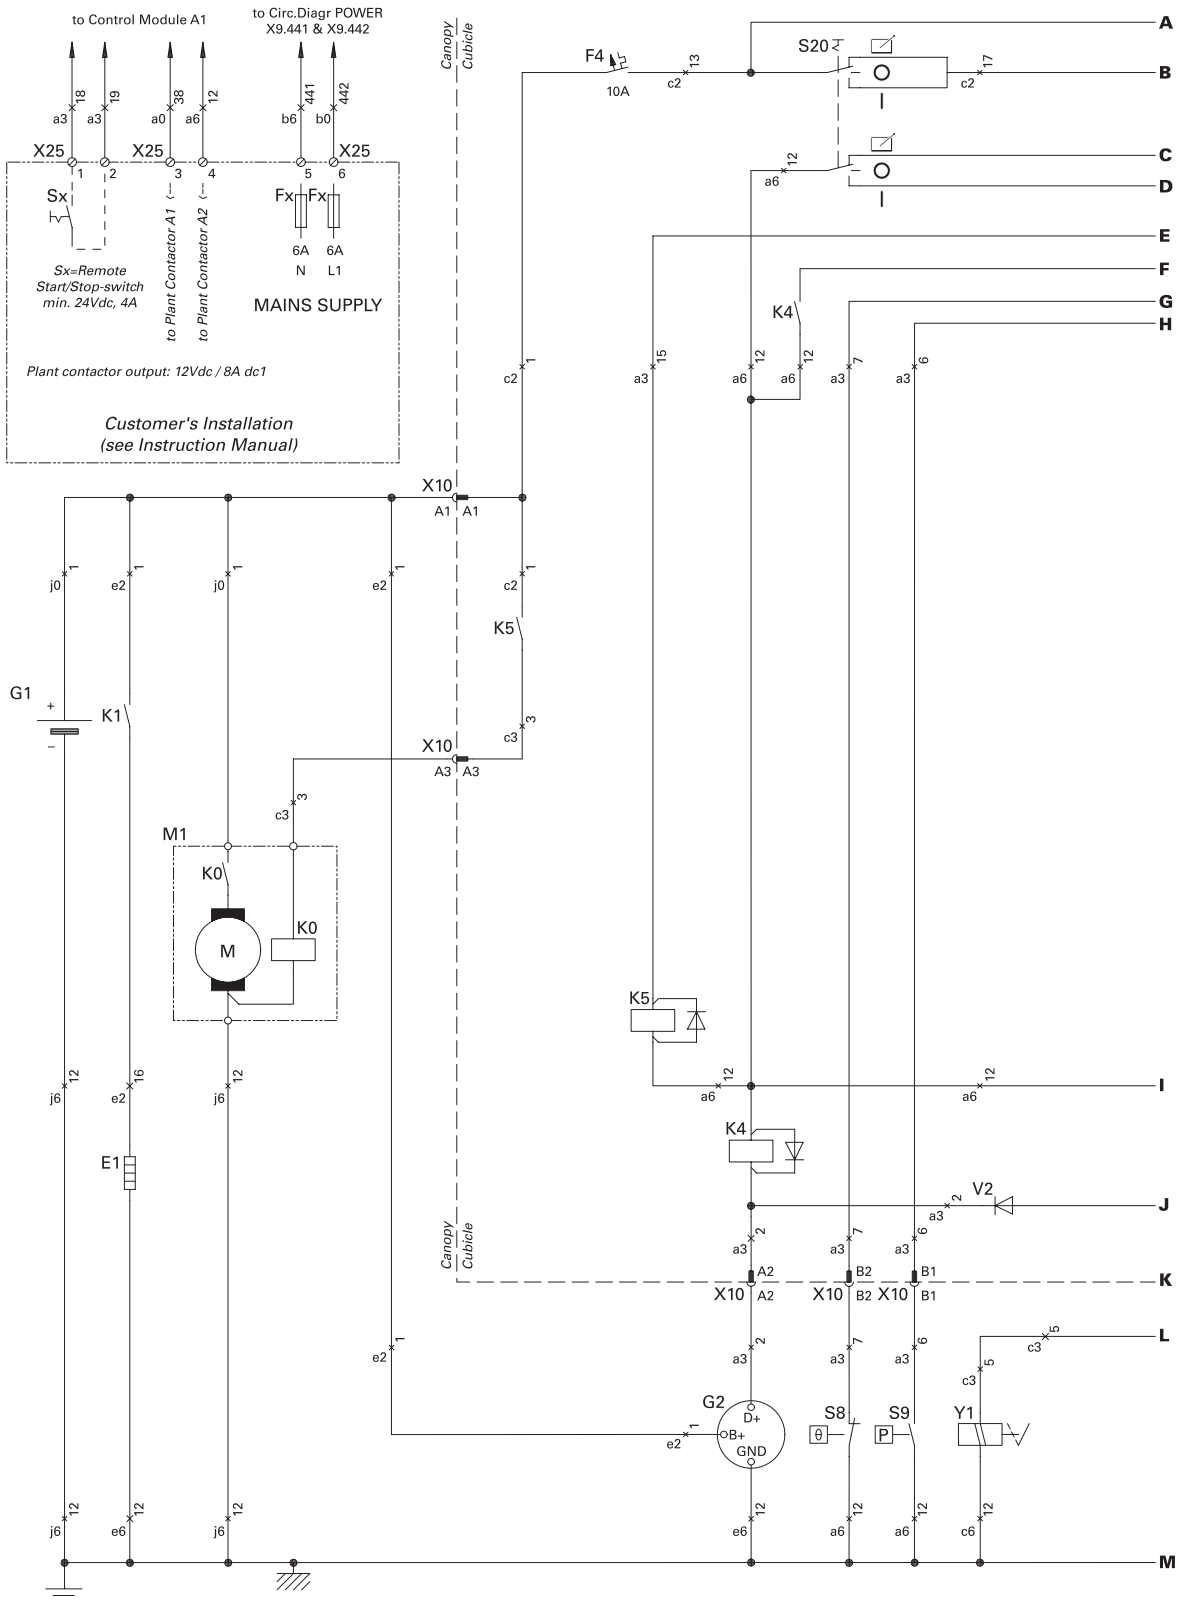 to Control Module A1
to Circ.Diagr POWER
X9.441 & X9.442
Canopy
Cubicle
A
S20
F4
10A
13
c2
17
c2
B
O
I
18
a3
19
a3
38
a0
12
a6
441
b6
442
b0
X25
X25
X25
1
2
3
4
5
6
12
a6
C
O
D
I
Sx
to Plant Contactor A1 <--
to Plant Contactor A2 <--
Fx
Fx
6A
6A
N
L1
E
Sx=Remote
Start/Stop-switch
min. 24Vdc, 4A
MAINS SUPPLY
F
K4
G
H
Plant contactor output: 12Vdc / 8A dc1
1
c2
15
a3
12
a6
12
a6
7
a3
6
a3
Customer's Installation
(see Instruction Manual)
X10
A1
A1
1
j0
1
e2
1
j0
1
e2
1
c2
K5
G1
+
−
K1
3
c3
X10
A3
A3
3
c3
M1
K0
K0
M
K5
12
j6
16
e2
12
j6
12
a6
12
a6
I
K4
E1
V2
2
a3
J
Canopy
Cubicle
2
a3
7
a3
6
a3
A2
B2
B1
K
X10
A2
X10
B2
X10
B1
1
e2
2
a3
7
a3
6
a3
5
c3
L
5
c3
G2
D+
B+
GND
1
e2
S8
θ
S9
P
Y1
12
j6
12
e6
12
j6
12
e6
12
a6
12
a6
12
c6
M